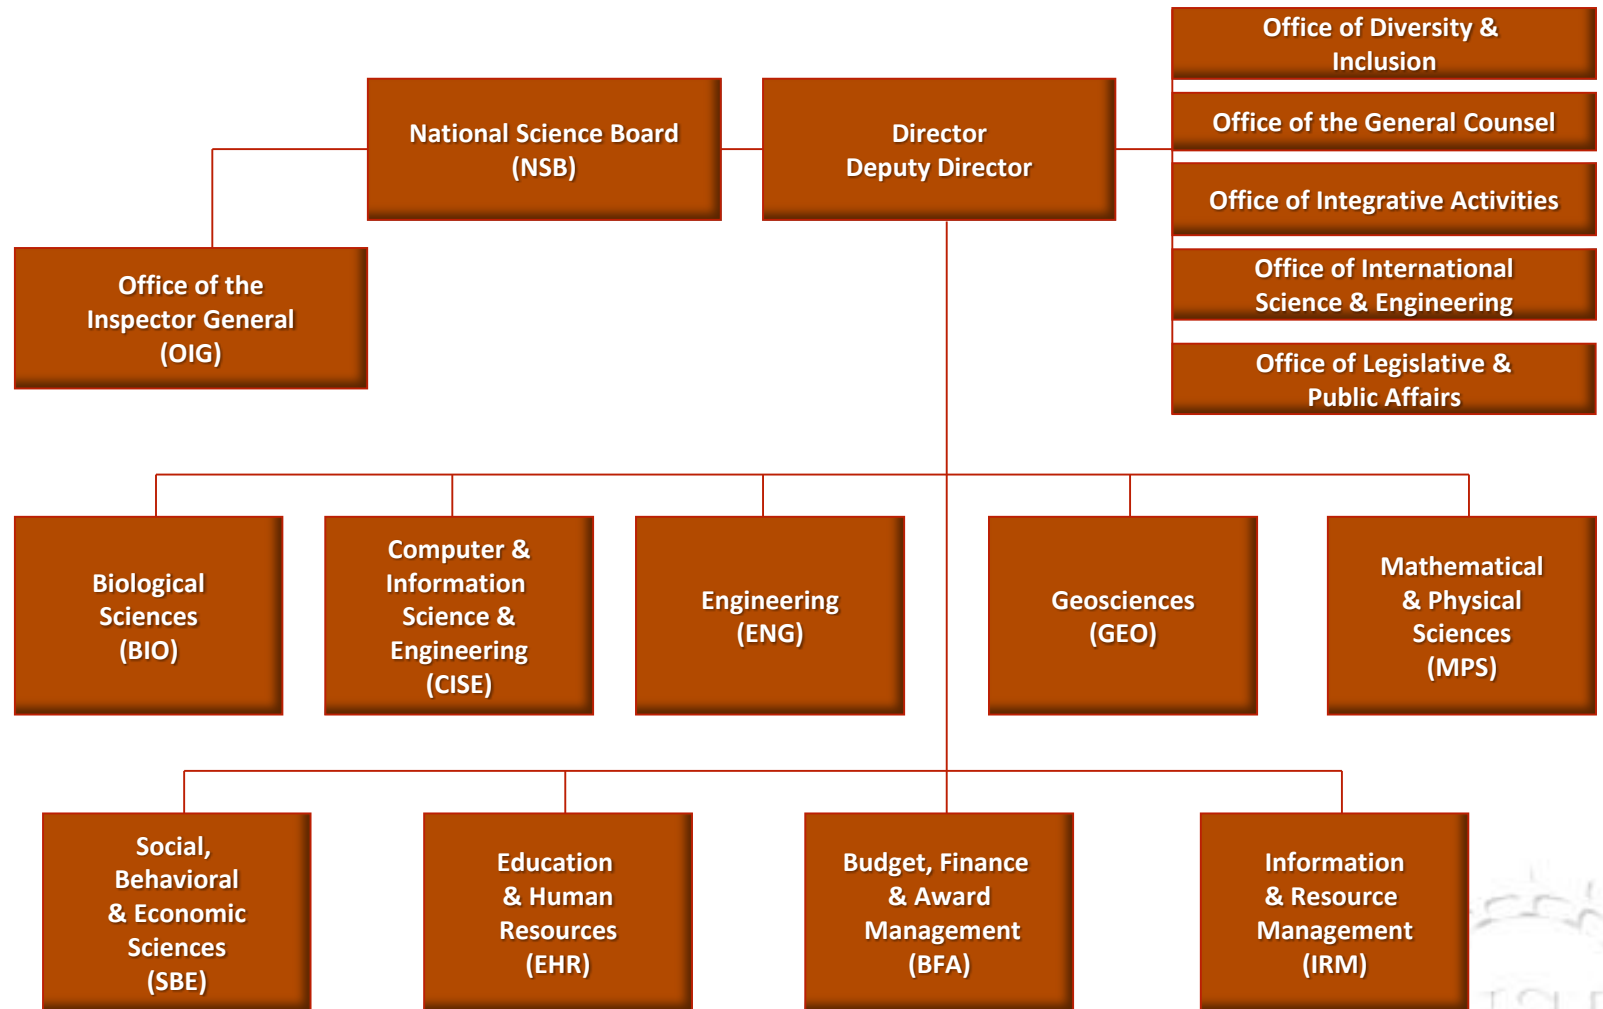 Office of Diversity &
Inclusion
National Science Board
(NSB)
Director
Deputy Director
Office of the General Counsel
Office of Integrative Activities
Office of International
Science & Engineering
Office of Legislative &
Public Affairs
Office of the
Inspector General
(OIG)
Biological
Sciences
(BIO)
Computer &
Information
Science &
Engineering
(CISE)
Engineering
(ENG)
Geosciences
(GEO)
Mathematical
& Physical
Sciences
(MPS)
Social,
Behavioral
& Economic
Sciences
(SBE)
Education
& Human
Resources
(EHR)
Budget, Finance
& Award
Management
(BFA)
Information
& Resource
Management
(IRM)